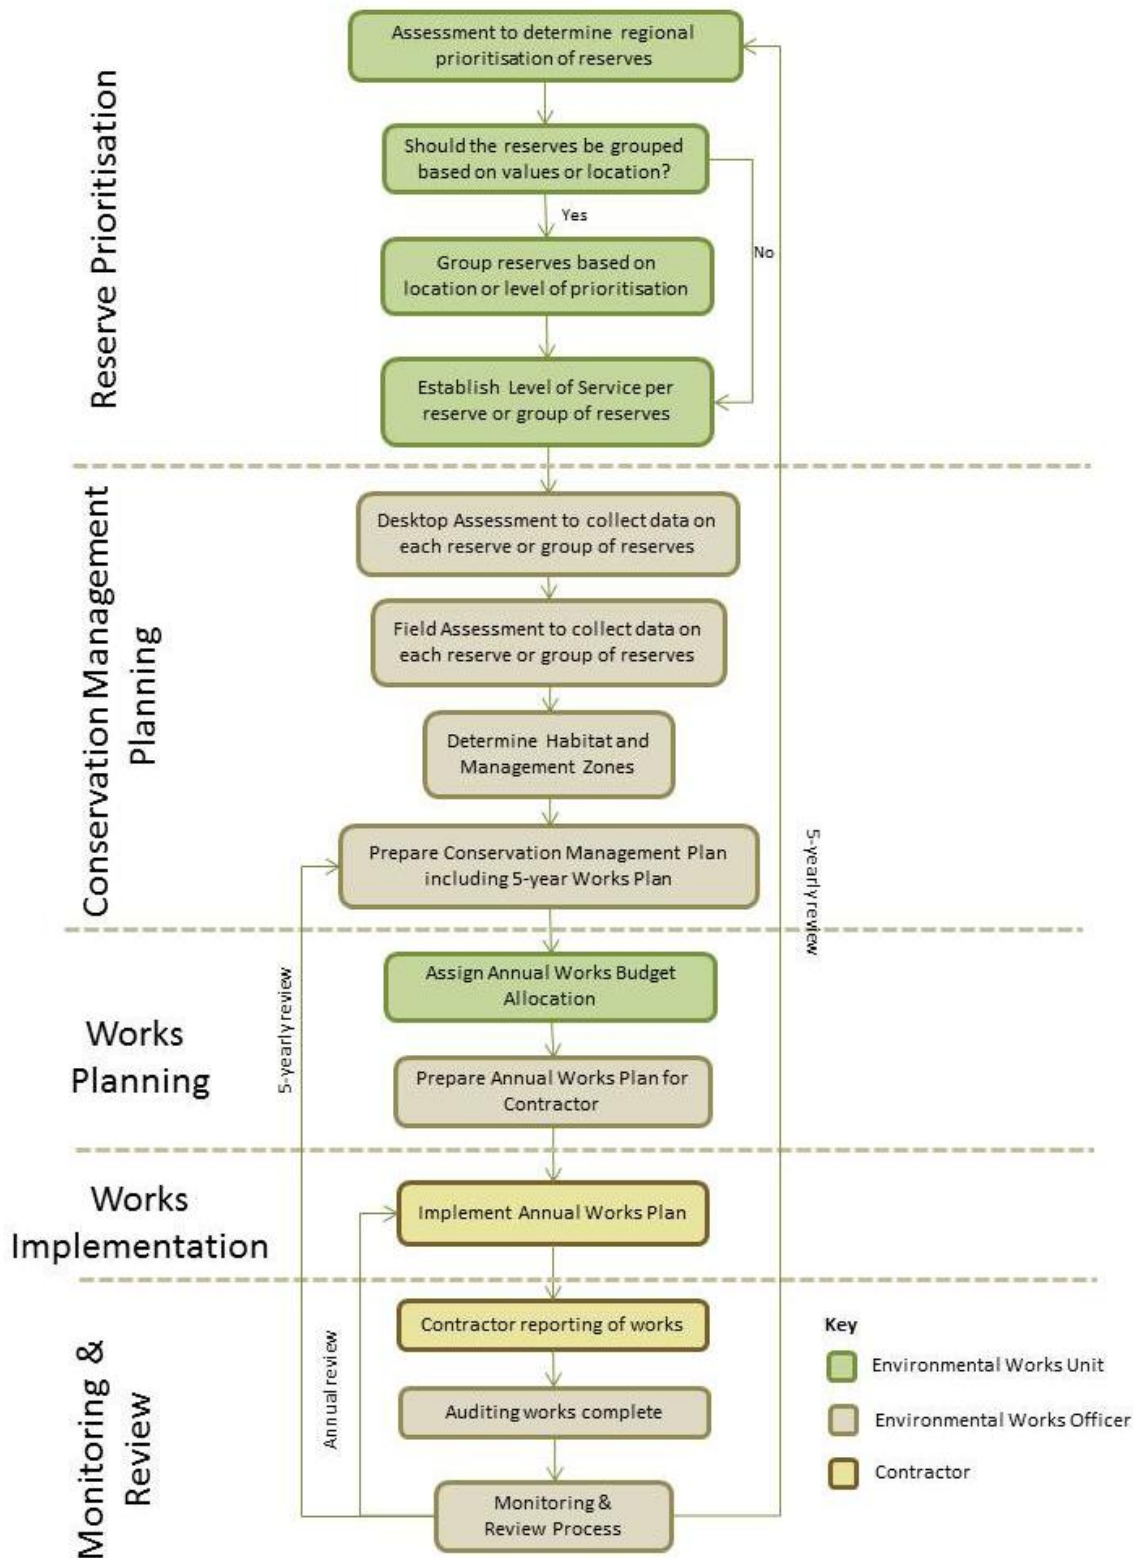 Reserve Prioritisation
Assessment to determine regional
prioritisation of reserves
Should the reserves be grouped
based on values or location?
Yes
No
Group reserves based on
location or level of prioritisation
Establish Level of Service per
reserve or group of reserves
Conservation Management
Planning
Desktop Assessment to collect data on
each reserve or group of reserves
Field Assessment to collect data on
each reserve or group of reserves
Determine Habitat and
Management Zones
Prepare Conservation Management Plan
including 5-year Works Plan
5-yearly review
Works
Planning
Assign Annual Works Budget
Allocation
5-yearly review
Prepare Annual Works Plan for
Contractor
Works
Implementation
Implement Annual Works Plan
Monitoring &
Review
Contractor reporting of works
Annual review
Auditing works complete
Monitoring &
Review Process
Key
Environmental Works Unit
Environmental Works Officer
Contractor